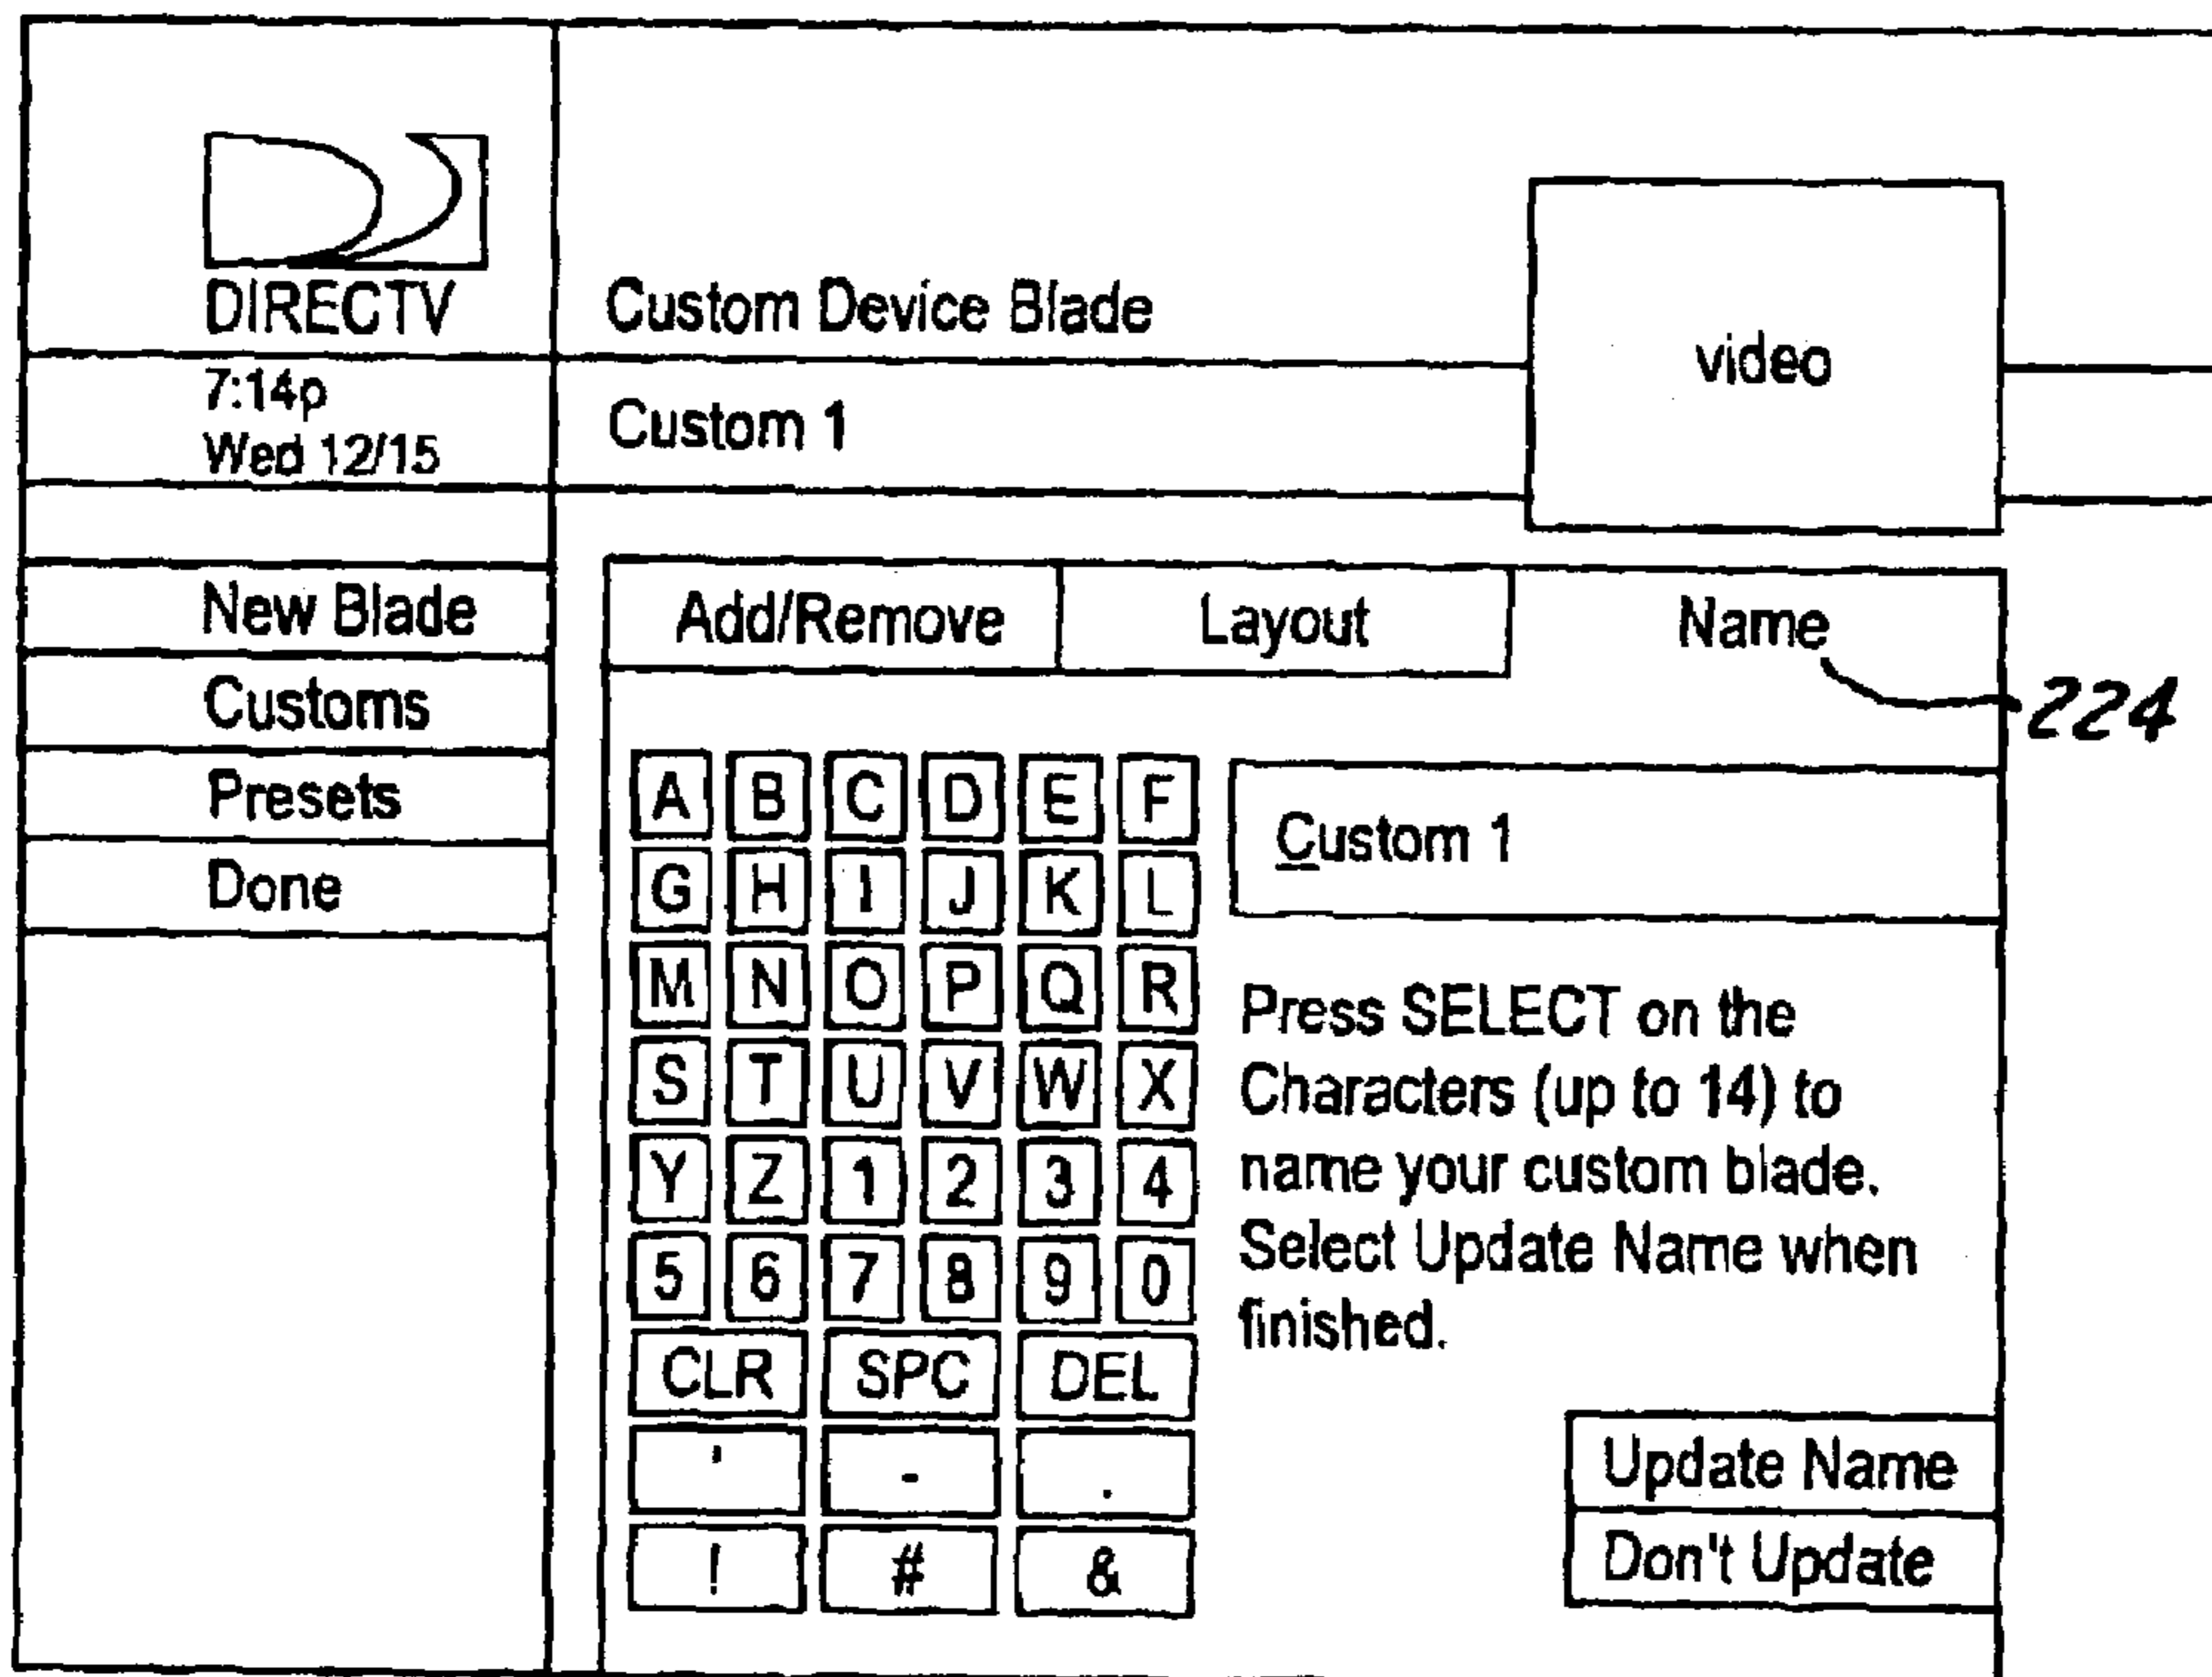 DIRECTV
Custom Device Blade
video
7:14p
Wed 12/15
Custom 1
New Blade
Customs
Presets
Done
Add/Remove Layout Name
224
A B C D E F
G H I J K L
M N O P Q R
S T U V W X
Y Z 1 2 3 4
5 6 7 8 9 0
CLR SPC DEL
' - .
! # &
Custom 1
Press SELECT on the
Characters (up to 14) to
name your custom blade.
Select Update Name when
finished.
Update Name
Don't Update